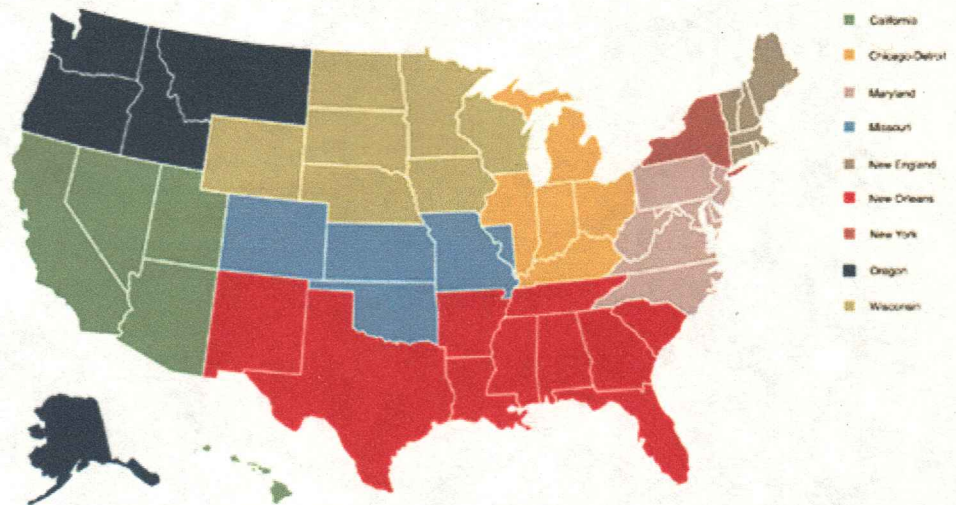 California
Chicago-Detroit
Maryland
Missouri
New England
New Orleans
New York
Oregon
Wisconsin